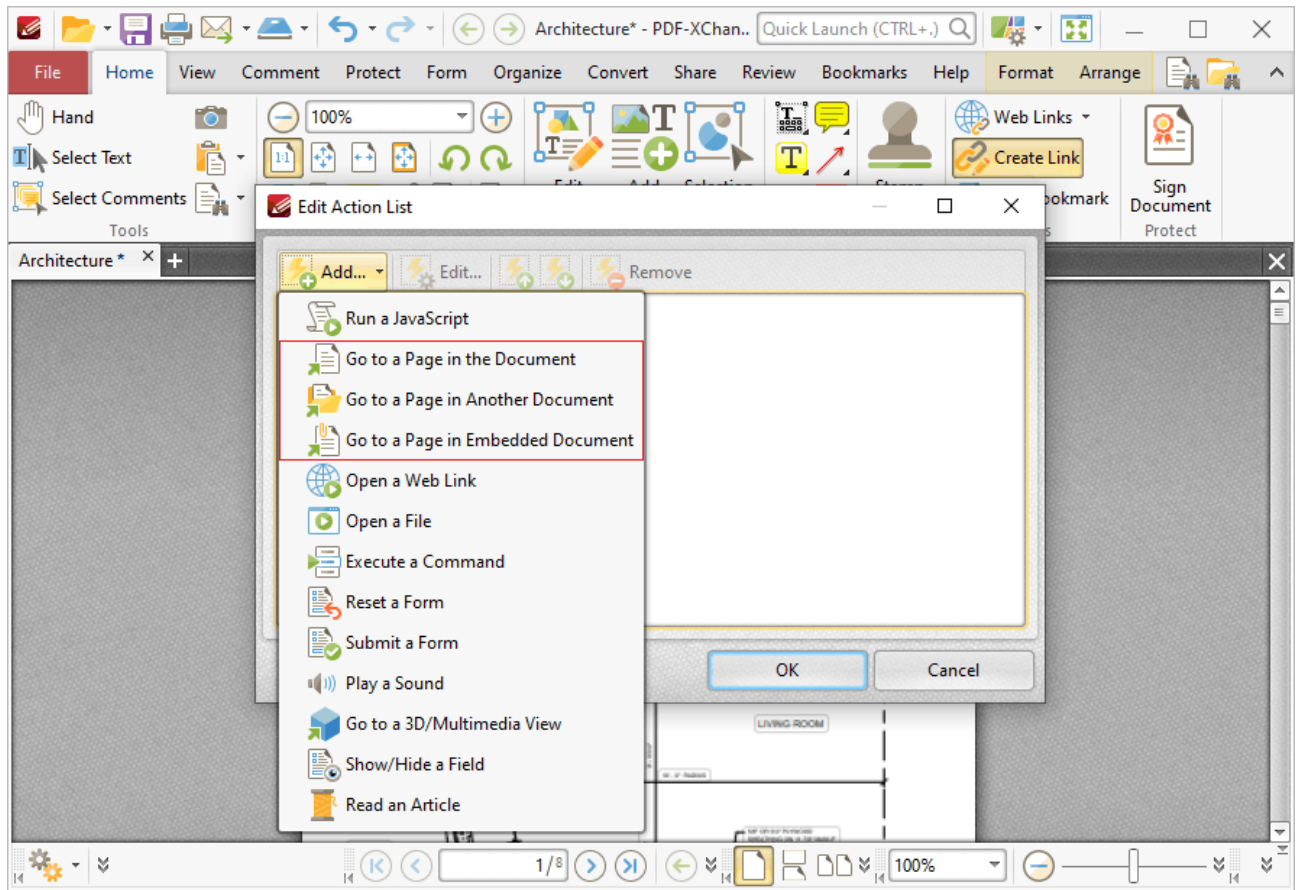 Architecture* - PDF-XChan.. Quick Launch (CTRL+.)
File Home View Comment Protect Form Organize Convert Share Review Bookmarks Help Format Arrange
Hand
Select Text
Select Comments
Tools
100%
1:1
Web Links
Create Link
Sign
Document
Protect
Edit Action List
Architecture *
Add... Edit... Remove
Run a JavaScript
Go to a Page in the Document
Go to a Page in Another Document
Go to a Page in Embedded Document
Open a Web Link
Open a File
Execute a Command
Reset a Form
Submit a Form
Play a Sound
Go to a 3D/Multimedia View
Show/Hide a Field
Read an Article
OK Cancel
LIVING ROOM
1/8
100%